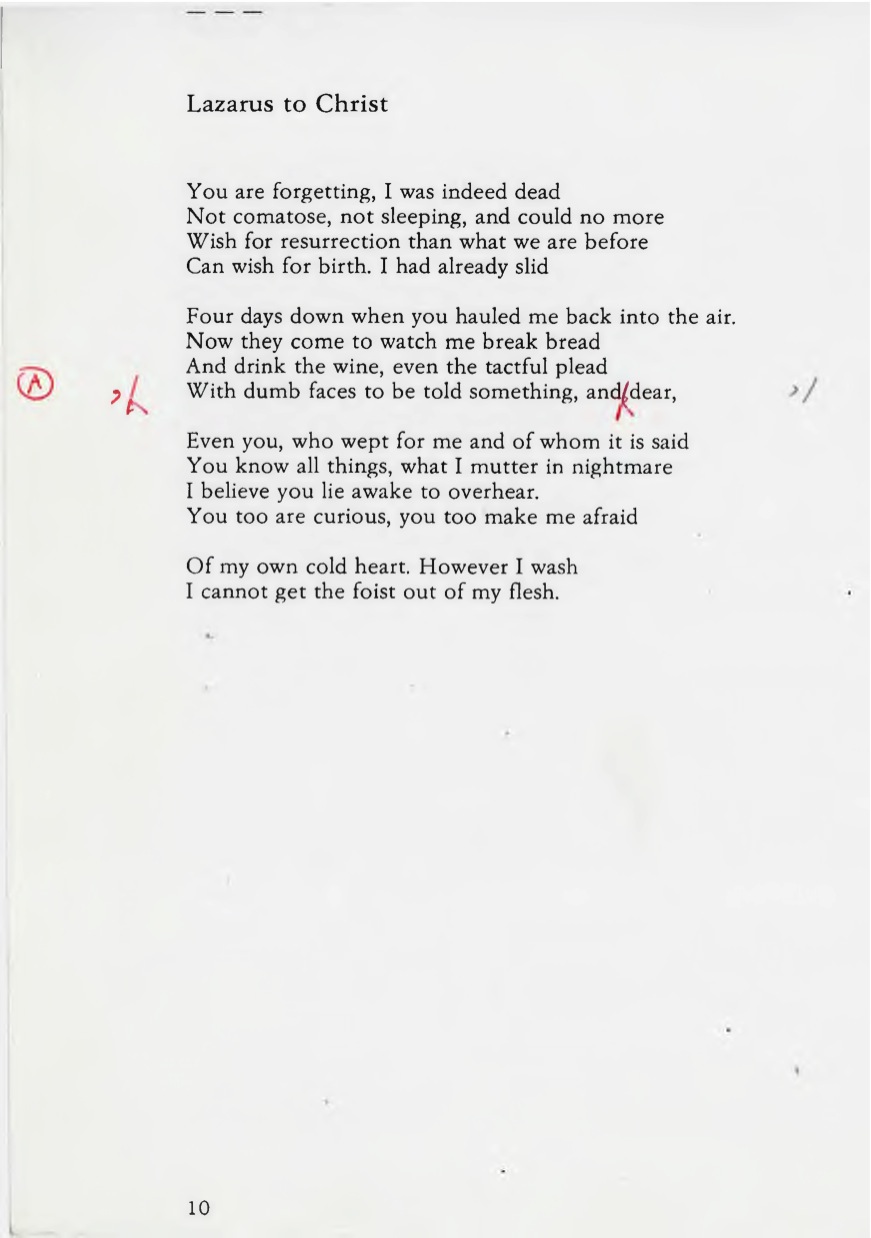 Lazarus to Christ
You are forgetting, I was indeed dead
Not comatose, not sleeping, and could no more
Wish for resurrection than what we are before
Can wish for birth. I had already slid
Four days down when you hauled me back into the air.
Now they come to watch me break bread
And drink the wine, even the tactful plead
With dumb faces to be told something, and dear,
A
,/
,/
Even you, who wept for me and of whom it is said
You know all things, what I mutter in nightmare
I believe you lie awake to overhear.
You too are curious, you too make me afraid
Of my own cold heart. However I wash
I cannot get the foist out of my flesh.
10